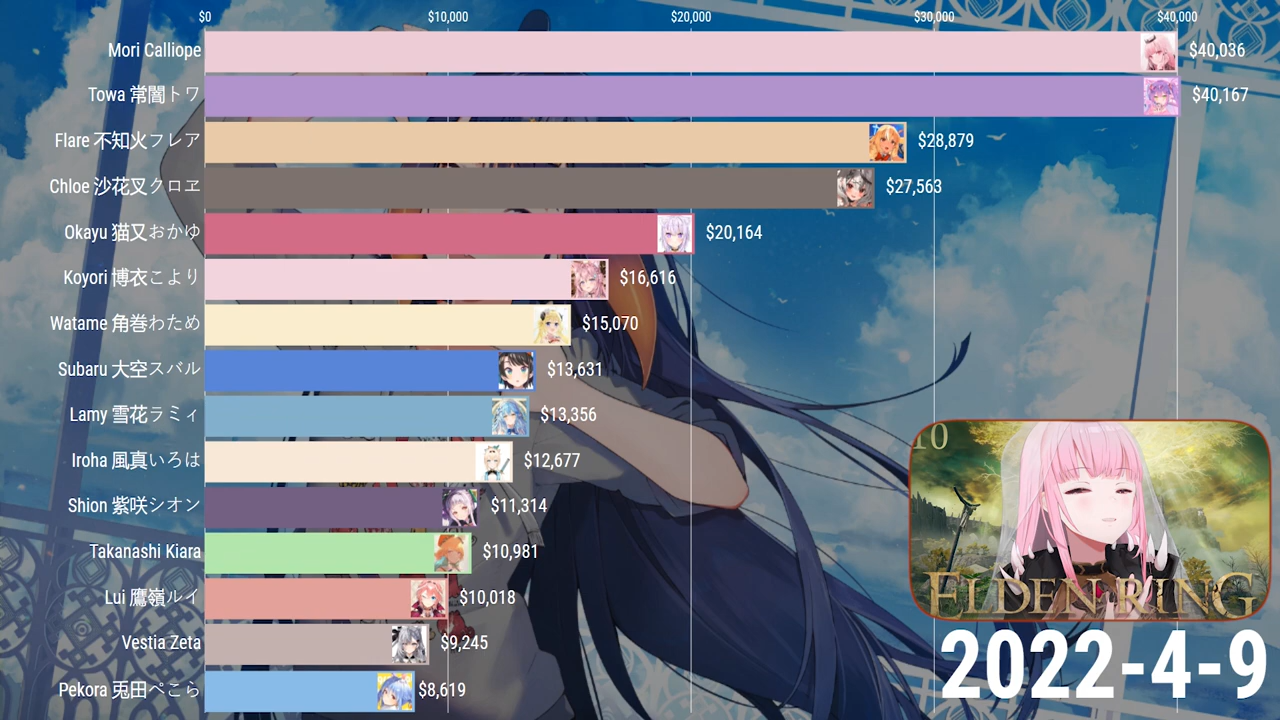 $0 $10,000 $20,000 $30,000 $40,000
Mori Calliope $40,036
Towa 常闇トワ $40,167
Flare 不知火フレア $28,879
Chloe 沙花叉クロヱ $27,563
Okayu 猫又おかゆ $20,164
Koyori 博衣こより $16,616
Watame 角巻わため $15,070
Subaru 大空スバル $13,631
Lamy 雪花ラミィ $13,356
Iroha 風真いろは $12,677
Shion 紫咲シオン $11,314
Takanashi Kiara $10,981
Lui 鷹嶺ルイ $10,018
Vestia Zeta $9,245
Pekora 兎田ぺこら $8,619
10
ELDEN RING
2022-4-9